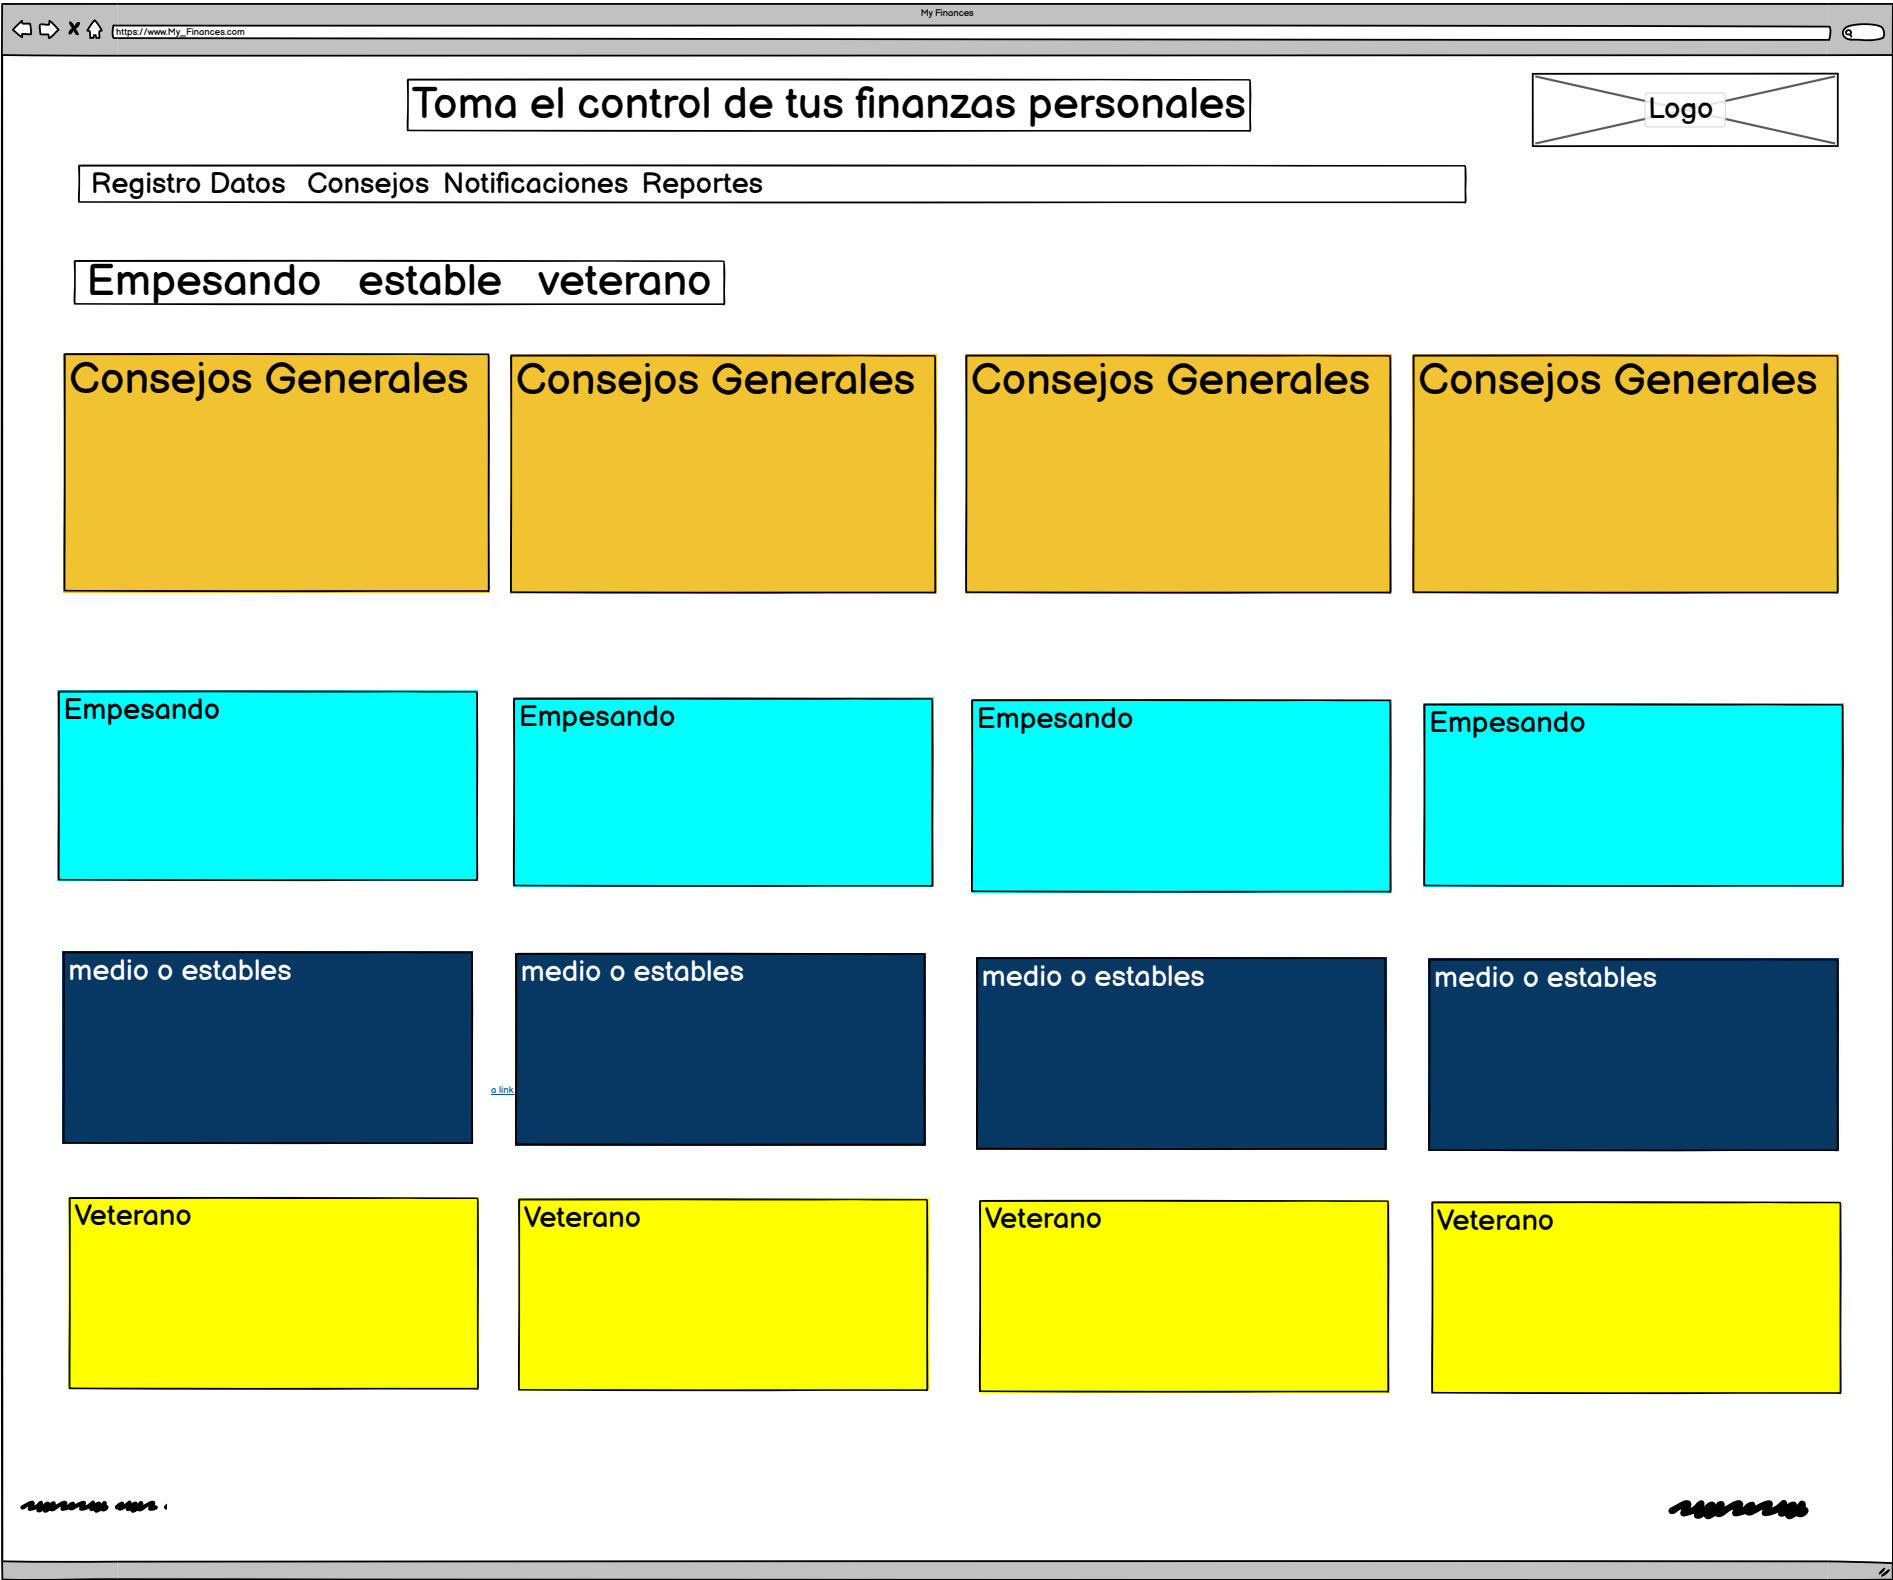 My Finances
https://www.My_Finances.com
Toma el control de tus finanzas personales
Logo
Registro Datos Consejos Notificaciones Reportes
Empesando estable veterano
Consejos Generales Consejos Generales Consejos Generales Consejos Generales
Empesando Empesando Empesando Empesando
medio o estables medio o estables medio o estables medio o estables
a link
Veterano Veterano Veterano Veterano